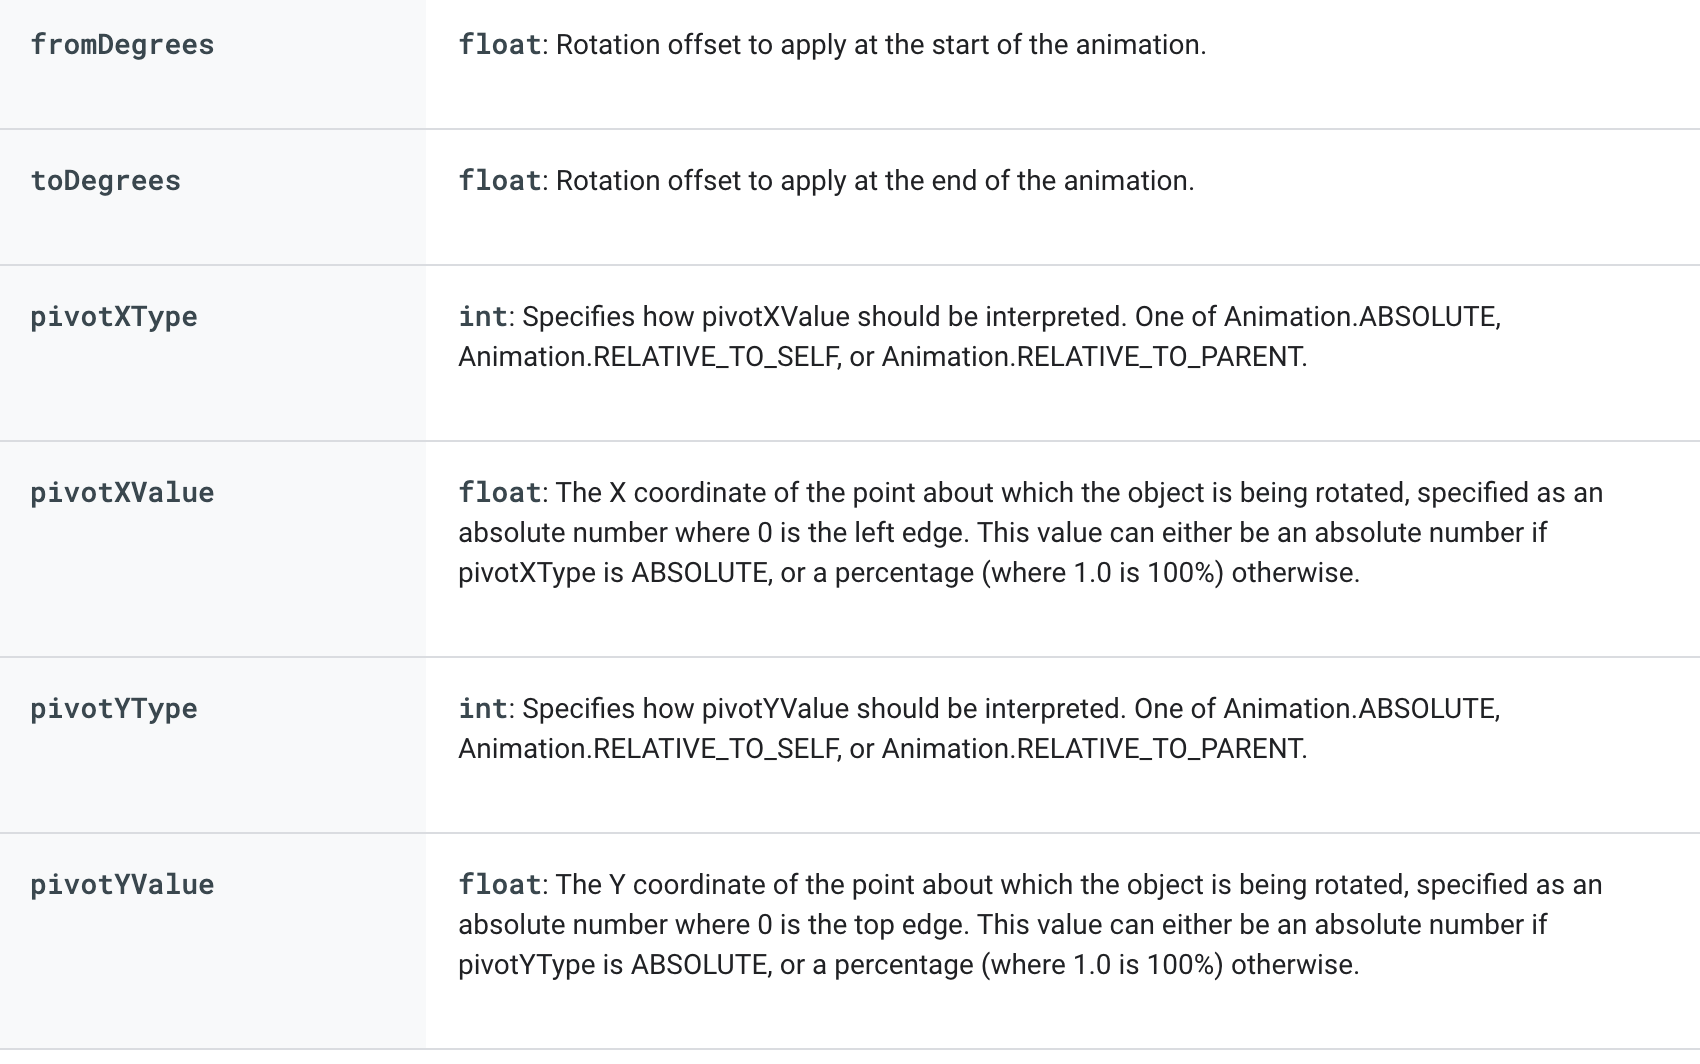 fromDegrees
float: Rotation offset to apply at the start of the animation.
toDegrees
float: Rotation offset to apply at the end of the animation.
pivotXType
int: Specifies how pivotXValue should be interpreted. One of Animation.ABSOLUTE,
Animation.RELATIVE_TO_SELF, or Animation.RELATIVE_TO_PARENT.
pivotXValue
float: The X coordinate of the point about which the object is being rotated, specified as an
absolute number where 0 is the left edge. This value can either be an absolute number if
pivotXType is ABSOLUTE, or a percentage (where 1.0 is 100%) otherwise.
pivotYType
int: Specifies how pivotYValue should be interpreted. One of Animation.ABSOLUTE,
Animation.RELATIVE_TO_SELF, or Animation.RELATIVE_TO_PARENT.
pivotYValue
float: The Y coordinate of the point about which the object is being rotated, specified as an
absolute number where 0 is the top edge. This value can either be an absolute number if
pivotYType is ABSOLUTE, or a percentage (where 1.0 is 100%) otherwise.